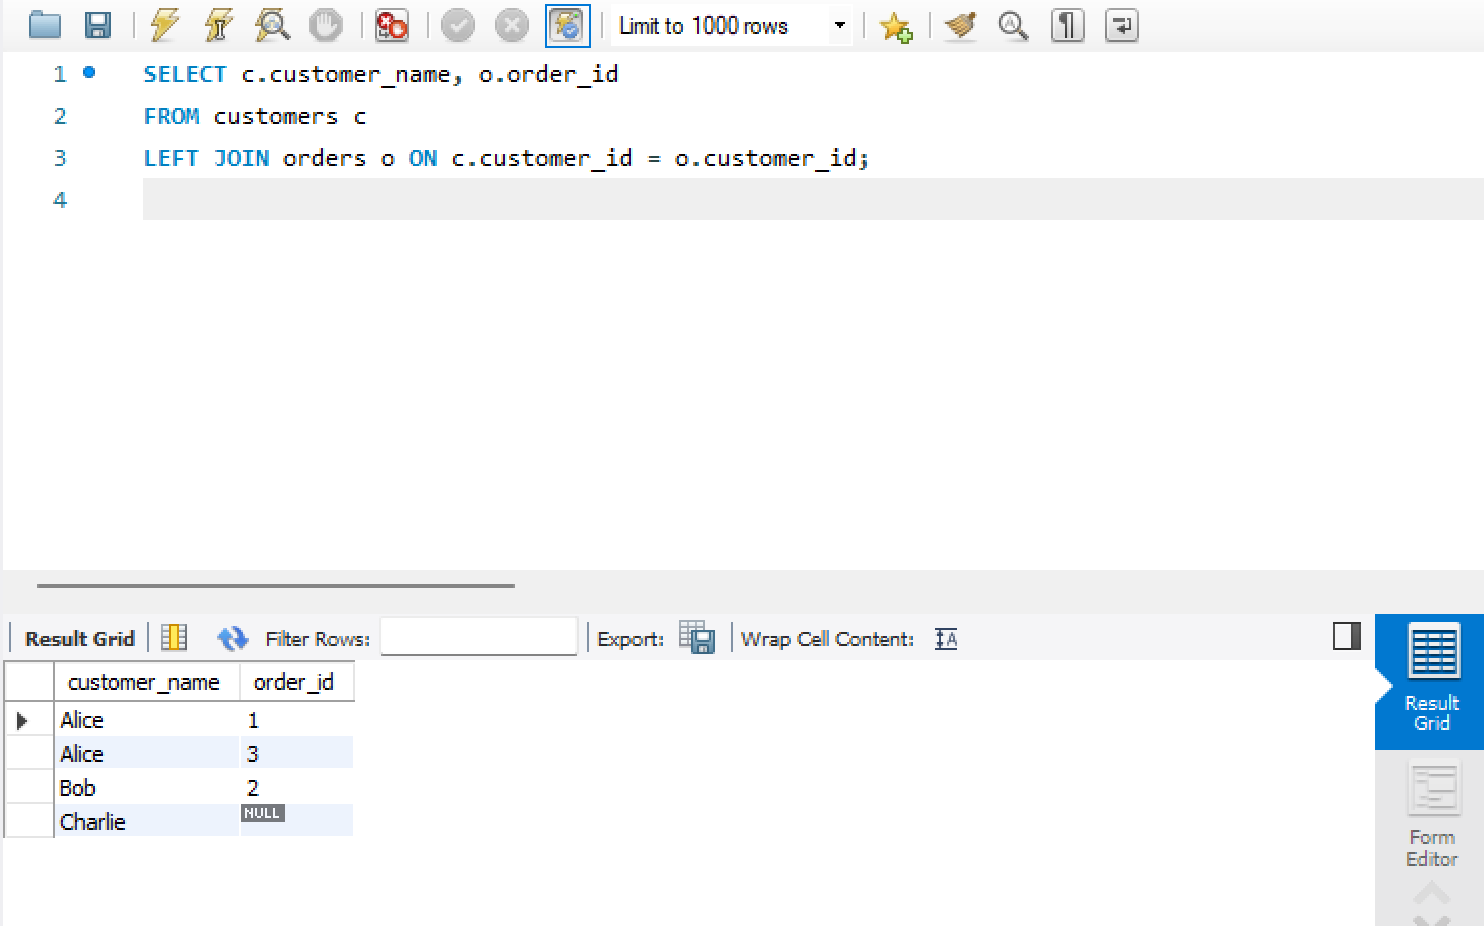 Limit to 1000 rows
1 SELECT c.customer_name, o.order_id
2 FROM customers c
3 LEFT JOIN orders o ON c.customer_id = o.customer_id;
4
Result Grid Filter Rows: Export: Wrap Cell Content:
customer_name order_id
Alice 1
Alice 3
Bob 2
Charlie NULL
Result
Grid
Form
Editor